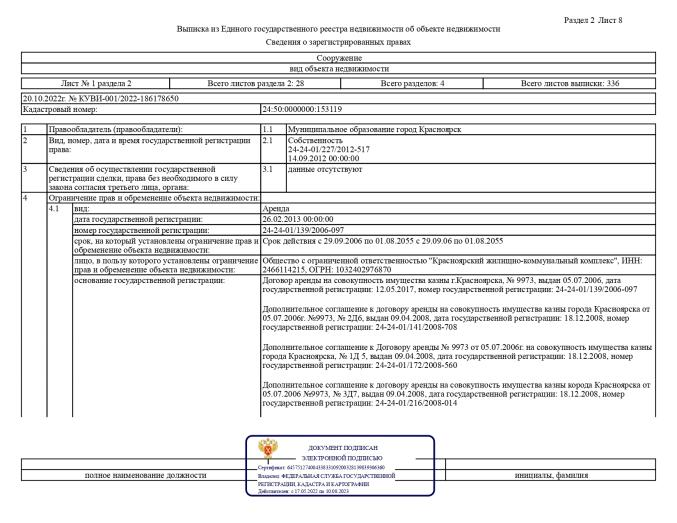 Раздел 2 Лист 8
Выписка из Единого государственного реестра недвижимости об объекте недвижимости
Сведения о зарегистрированных правах
Сооружение
вид объекта недвижимости
Лист № 1 раздела 2 Всего листов раздела 2: 28 Всего разделов: 4 Всего листов выписки: 336
20.10.2022г. № КУВИ-001/2022-186178650
Кадастровый номер: 24:50:0000000:153119
1 Правообладатель (правообладатели): 1.1 Муниципальное образование город Красноярск
2 Вид, номер, дата и время государственной регистрации права: 2.1 Собственность
24-24-01/227/2012-517
14.09.2012 00:00:00
3 Сведения об осуществлении государственной регистрации сделки, права без необходимого в силу закона согласия третьего лица, органа: 3.1 данные отсутствуют
4 Ограничение прав и обременение объекта недвижимости:
4.1 вид: Аренда
дата государственной регистрации: 26.02.2013 00:00:00
номер государственной регистрации: 24-24-01/139/2006-097
срок, на который установлены ограничение прав и обременение объекта недвижимости: Срок действия с 29.09.2006 по 01.08.2055 с 29.09.06 по 01.08.2055
лицо, в пользу которого установлены ограничение прав и обременение объекта недвижимости: Общество с ограниченной ответственностью "Красноярский жилищно-коммунальный комплекс", ИНН: 2466114215, ОГРН: 1032402976870
основание государственной регистрации: Договор аренды на совокупность имущества казны г.Красноярска, № 9973, выдан 05.07.2006, дата
государственной регистрации: 12.05.2017, номер государственной регистрации: 24-24-01/139/2006-097
Дополнительное соглашение к договору аренды на совокупность имущества казны города Красноярска от
05.07.2006г. №9973, № 2Д6, выдан 09.04.2008, дата государственной регистрации: 18.12.2008, номер
государственной регистрации: 24-24-01/141/2008-708
Дополнительное соглашение к Договору аренды № 9973 от 05.07.2006г. на совокупность имущества казны
города Красноярска, № 1Д 5, выдан 09.04.2008, дата государственной регистрации: 18.12.2008, номер
государственной регистрации: 24-24-01/172/2008-560
Дополнительное соглашение к договору аренды на совокупность имущества казны корода Красноярска от
05.07.2006 №9973, № 3Д7, выдан 09.04.2008, дата государственной регистрации: 18.12.2008, номер
государственной регистрации: 24-24-01/216/2008-014
ДОКУМЕНТ ПОДПИСАН
ЭЛЕКТРОННОЙ ПОДПИСЬЮ
Сертификат:
Владелец: ФЕДЕРАЛЬНАЯ СЛУЖБА ГОСУДАРСТВЕННОЙ
РЕГИСТРАЦИИ, КАДАСТРА И КАРТОГРАФИИ
Действителен: с 17.05.2022 по 10.08.2023
полное наименование должности инициалы, фамилия